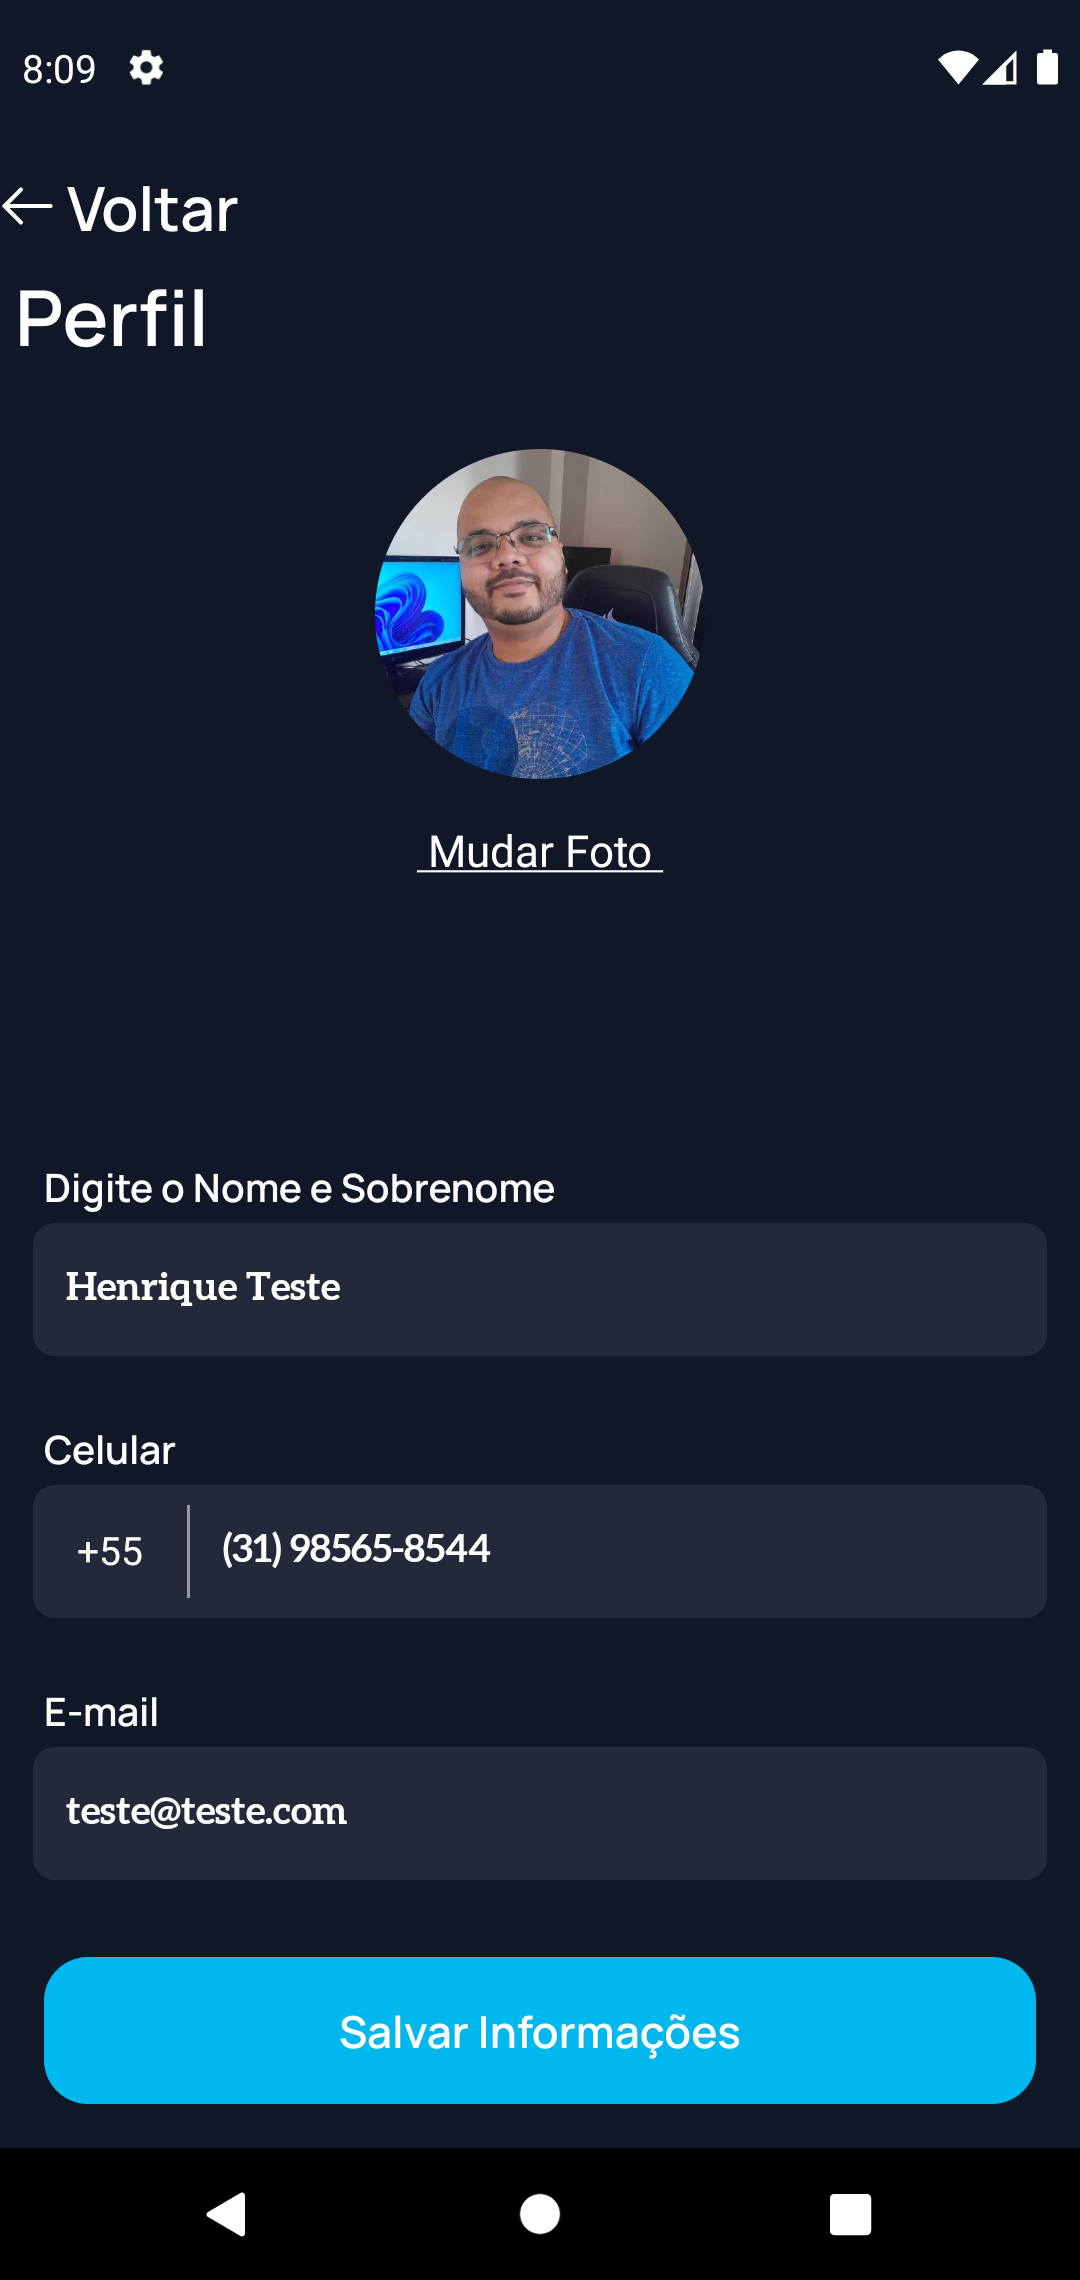 8:09
Voltar
Perfil
Mudar Foto
Digite o Nome e Sobrenome
Henrique Teste
Celular
+55
(31) 98565-8544
E-mail
teste@teste.com
Salvar Informações